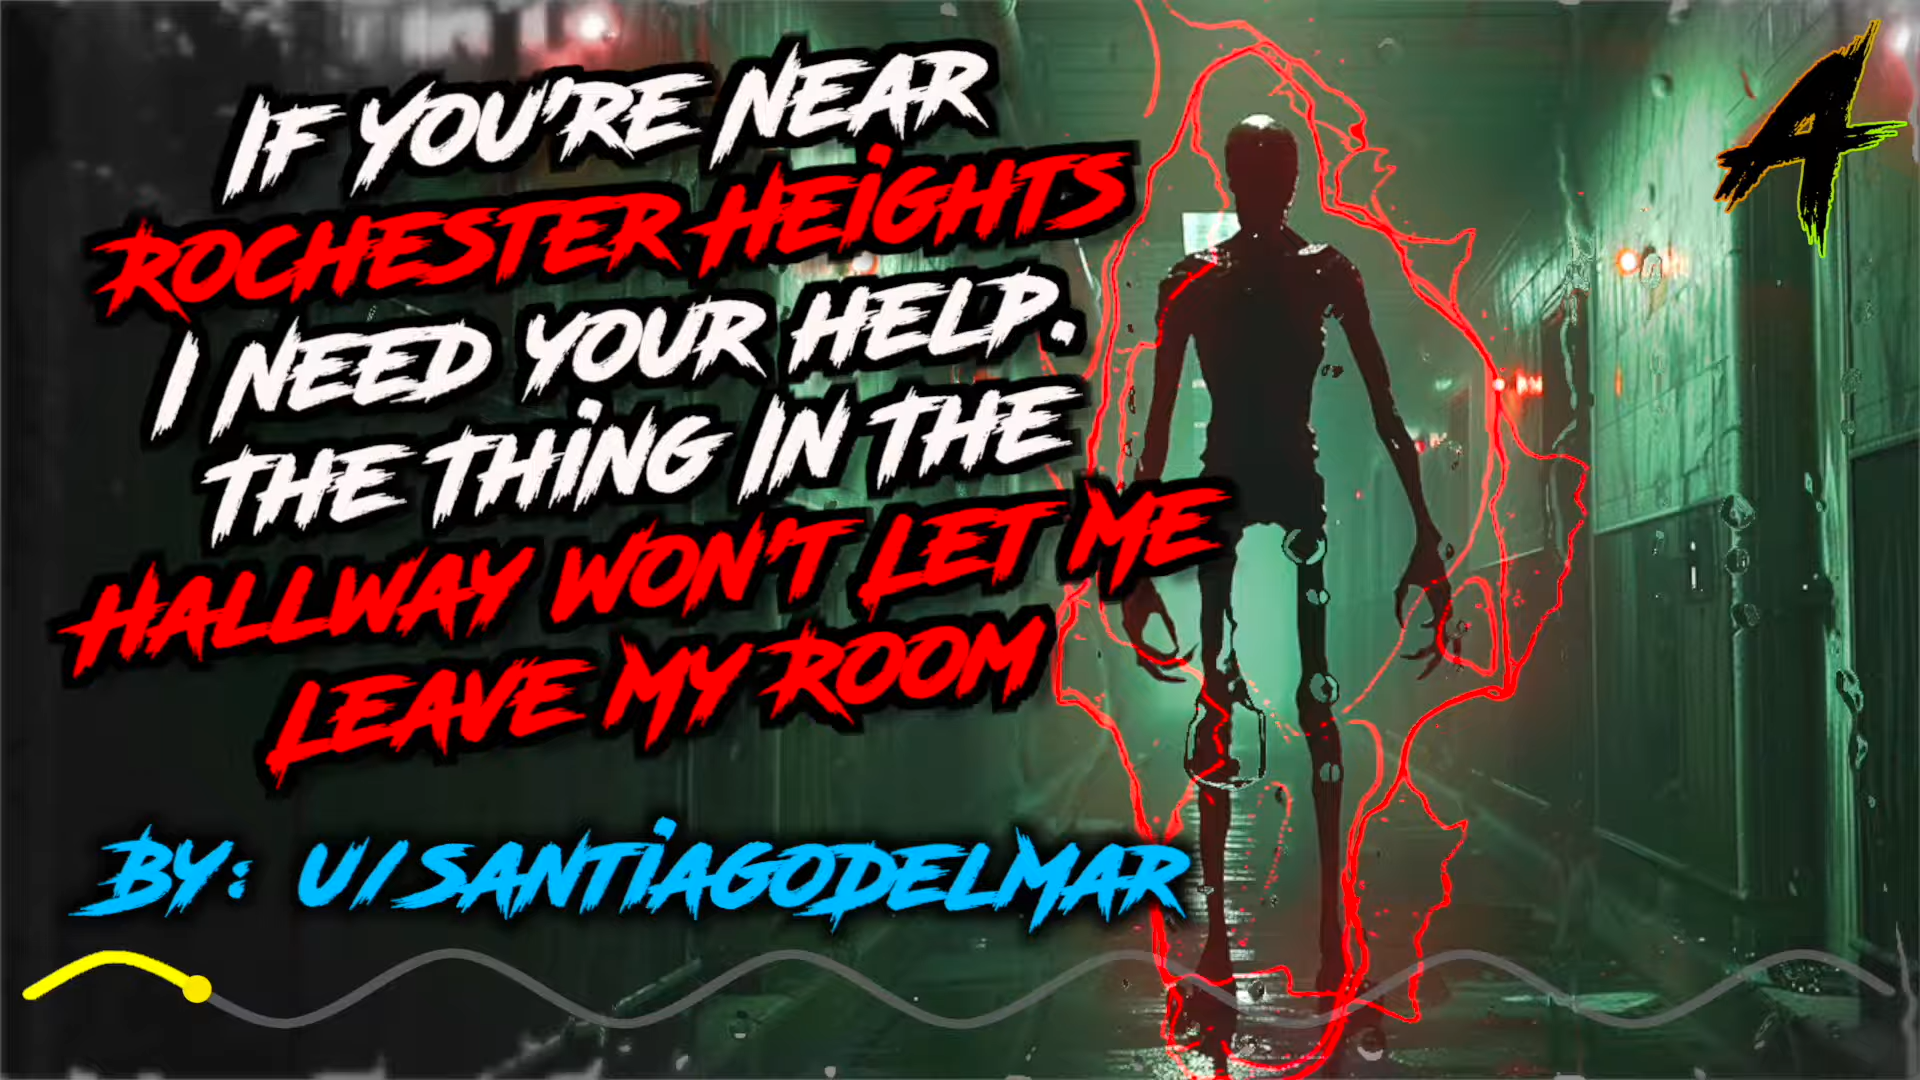 IF YOU'RE NEAR
ROCHESTER HEIGHTS
I NEED YOUR HELP.
THE THING IN THE
HALLWAY WON'T LET ME
LEAVE MY ROOM
BY: U/SANTIAGODELMAR
A